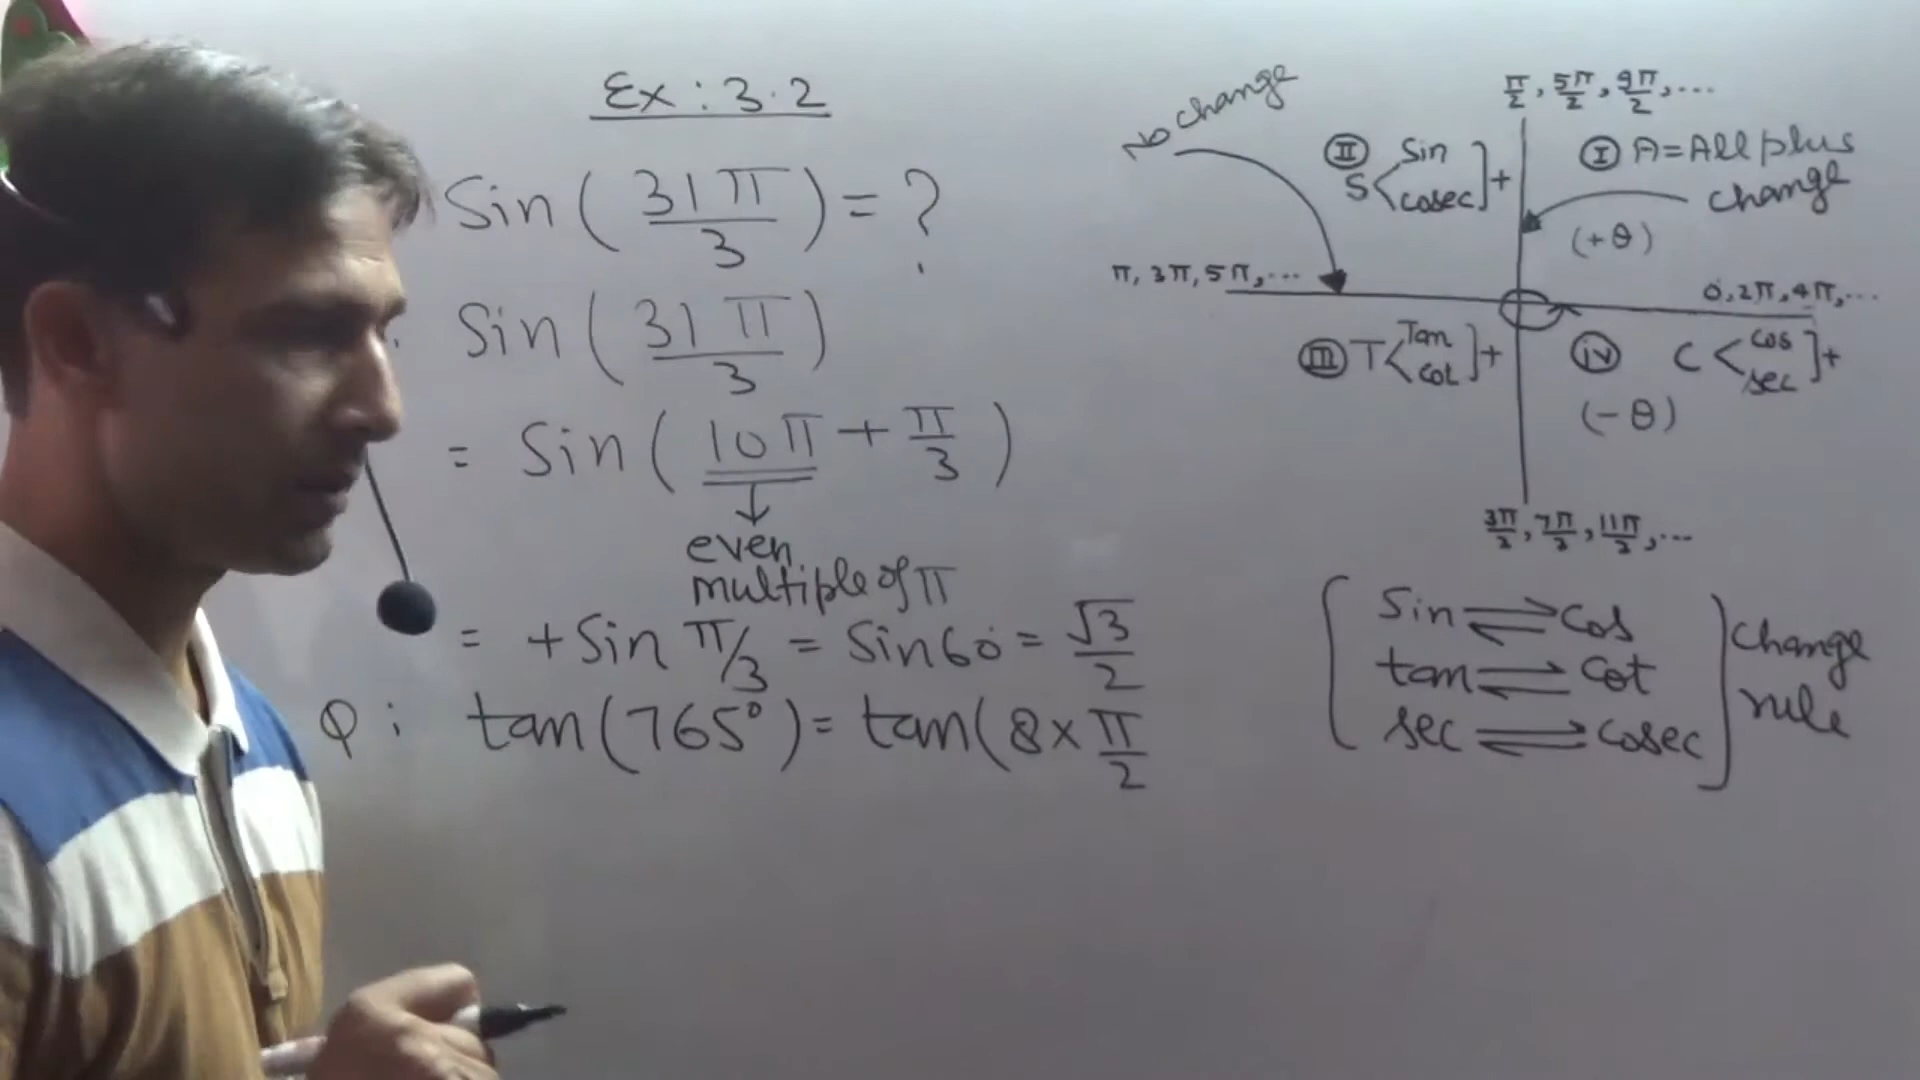 Ex : 3.2
Sin ( 31π/3 ) = ?
Sin ( 31π/3 )
= Sin ( 10π + π/3 )
even
multiple of π
= + Sin π/3 = Sin 60° = √3/2
Q : tan(765°) = tan(8 × π/2
No change
π/2, 5π/2, 9π/2, ...
II S < Sin cosec ] +
I A = All plus
change
(+θ)
π, 3π, 5π, ...
0, 2π, 4π, ...
III T < Tan cot ] +
iv C < cos sec ] +
(-θ)
3π/2, 7π/2, 11π/2, ...
Sin ⇌ Cos
tan ⇌ Cot
sec ⇌ cosec
change
rule